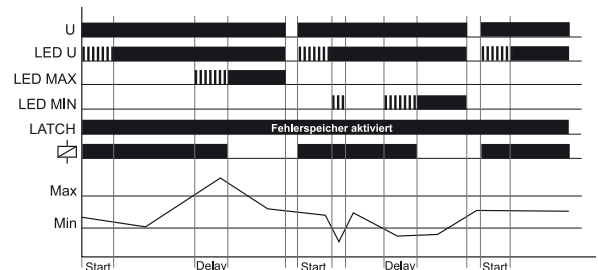 U
LED U
LED MAX
LED MIN
LATCH
Fehlerspeicher aktiviert
Max
Min
Start
Delay
Start
Delay
Start